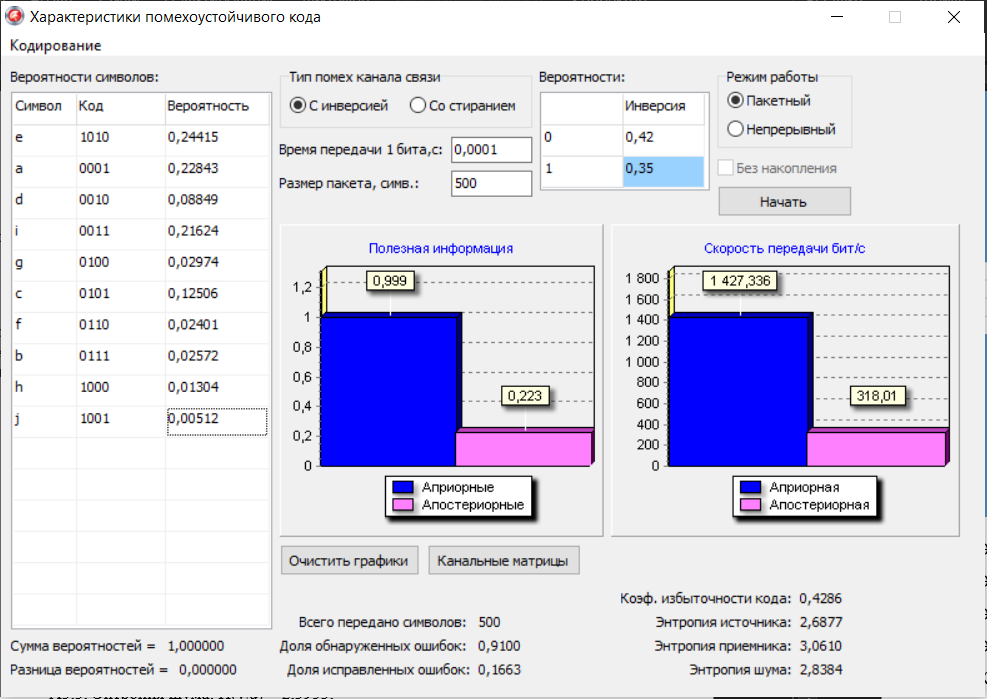 Характеристики помехоустойчивого кода
Кодирование
Вероятности символов:
Символ Код Вероятность
e 1010 0,24415
a 0001 0,22843
d 0010 0,08849
i 0011 0,21624
g 0100 0,02974
c 0101 0,12506
f 0110 0,02401
b 0111 0,02572
h 1000 0,01304
j 1001 0,00512
Сумма вероятностей = 1,000000
Разница вероятностей = 0,000000
Тип помех канала связи
С инверсией Со стиранием
Время передачи 1 бита,с: 0,0001
Размер пакета, симв.: 500
Вероятности:
Инверсия
0 0,42
1 0,35
Режим работы
Пакетный
Непрерывный
Без накопления
Начать
Полезная информация
0,999
0,223
1,2
1
0,8
0,6
0,4
0,2
0
Априорные
Апостериорные
Скорость передачи бит/с
1 427,336
318,01
1 800
1 600
1 400
1 200
1 000
800
600
400
200
0
Априорная
Апостериорная
Очистить графики Канальные матрицы
Всего передано символов: 500
Доля обнаруженных ошибок: 0,9100
Доля исправленных ошибок: 0,1663
Коэф. избыточности кода: 0,4286
Энтропия источника: 2,6877
Энтропия приемника: 3,0610
Энтропия шума: 2,8384